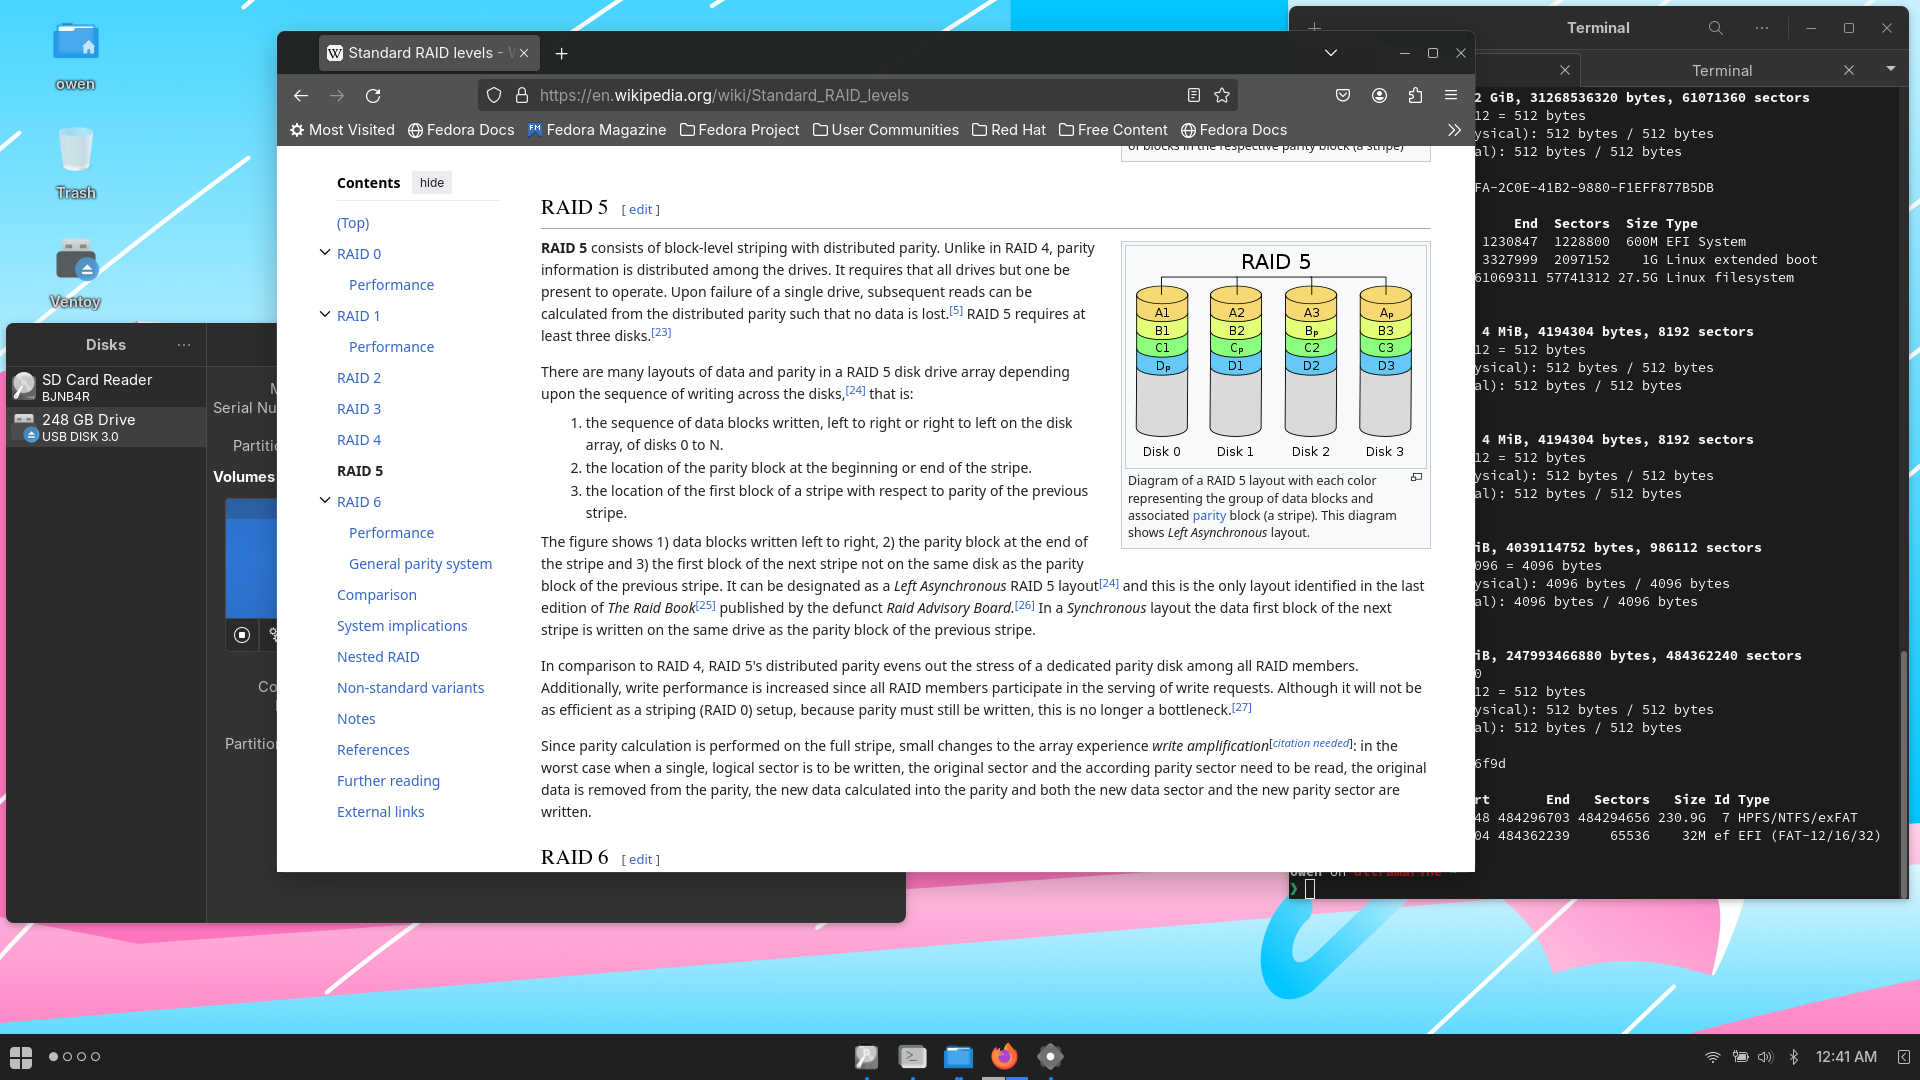 owen
Trash
Ventoy
Disks
SD Card Reader
BJNB4R
248 GB Drive
USB DISK 3.0
Serial Nu
Partiti
Volumes
Co
Partition
Standard RAID levels -
https://en.wikipedia.org/wiki/Standard_RAID_levels
Most Visited
Fedora Docs
Fedora Magazine
Fedora Project
User Communities
Red Hat
Free Content
Fedora Docs
Contents
hide
(Top)
RAID 0
Performance
RAID 1
Performance
RAID 2
RAID 3
RAID 4
RAID 5
RAID 6
Performance
General parity system
Comparison
System implications
Nested RAID
Non-standard variants
Notes
References
Further reading
External links
of blocks in the respective parity block (a stripe)
RAID 5 [ edit ]
RAID 5 consists of block-level striping with distributed parity. Unlike in RAID 4, parity
information is distributed among the drives. It requires that all drives but one be
present to operate. Upon failure of a single drive, subsequent reads can be
calculated from the distributed parity such that no data is lost.[5] RAID 5 requires at
least three disks.[23]
There are many layouts of data and parity in a RAID 5 disk drive array depending
upon the sequence of writing across the disks,[24] that is:
1. the sequence of data blocks written, left to right or right to left on the disk
array, of disks 0 to N.
2. the location of the parity block at the beginning or end of the stripe.
3. the location of the first block of a stripe with respect to parity of the previous
stripe.
The figure shows 1) data blocks written left to right, 2) the parity block at the end of
the stripe and 3) the first block of the next stripe not on the same disk as the parity
block of the previous stripe. It can be designated as a Left Asynchronous RAID 5 layout[24] and this is the only layout identified in the last
edition of The Raid Book[25] published by the defunct Raid Advisory Board.[26] In a Synchronous layout the data first block of the next
stripe is written on the same drive as the parity block of the previous stripe.
In comparison to RAID 4, RAID 5's distributed parity evens out the stress of a dedicated parity disk among all RAID members.
Additionally, write performance is increased since all RAID members participate in the serving of write requests. Although it will not be
as efficient as a striping (RAID 0) setup, because parity must still be written, this is no longer a bottleneck.[27]
Since parity calculation is performed on the full stripe, small changes to the array experience write amplification[citation needed]: in the
worst case when a single, logical sector is to be written, the original sector and the according parity sector need to be read, the original
data is removed from the parity, the new data calculated into the parity and both the new data sector and the new parity sector are
written.
RAID 6 [ edit ]
RAID 5
A1 A2 A3 Ap
B1 B2 Bp B3
C1 Cp C2 C3
Dp D1 D2 D3
Disk 0 Disk 1 Disk 2 Disk 3
Diagram of a RAID 5 layout with each color
representing the group of data blocks and
associated parity block (a stripe). This diagram
shows Left Asynchronous layout.
Terminal
Terminal
2 GiB, 31268536320 bytes, 61071360 sectors
12 = 512 bytes
ysical): 512 bytes / 512 bytes
al): 512 bytes / 512 bytes
FA-2C0E-41B2-9880-F1EFF877B5DB
End Sectors Size Type
1230847 1228800 600M EFI System
3327999 2097152 1G Linux extended boot
61069311 57741312 27.5G Linux filesystem
4 MiB, 4194304 bytes, 8192 sectors
12 = 512 bytes
ysical): 512 bytes / 512 bytes
al): 512 bytes / 512 bytes
4 MiB, 4194304 bytes, 8192 sectors
12 = 512 bytes
ysical): 512 bytes / 512 bytes
al): 512 bytes / 512 bytes
iB, 4039114752 bytes, 986112 sectors
096 = 4096 bytes
ysical): 4096 bytes / 4096 bytes
al): 4096 bytes / 4096 bytes
iB, 247993466880 bytes, 484362240 sectors
0
12 = 512 bytes
ysical): 512 bytes / 512 bytes
al): 512 bytes / 512 bytes
6f9d
rt End Sectors Size Id Type
48 484296703 484294656 230.9G 7 HPFS/NTFS/exFAT
04 484362239 65536 32M ef EFI (FAT-12/16/32)
owen on ultramarine
❯
12:41 AM